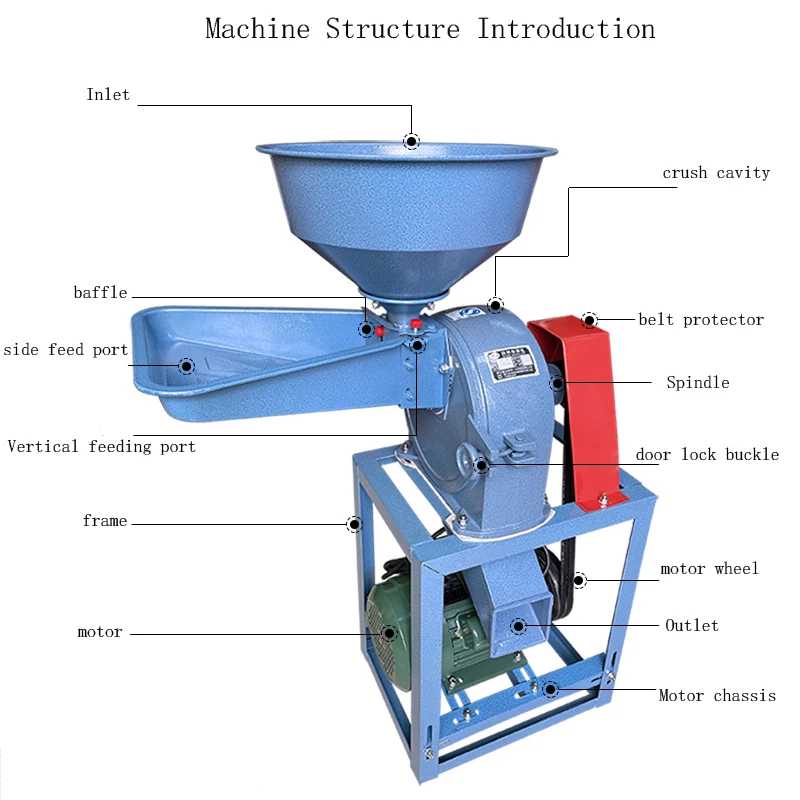 Machine Structure Introduction
Inlet
crush cavity
baffle
belt protector
side feed port
Spindle
Vertical feeding port
door lock buckle
frame
motor wheel
motor
Outlet
Motor chassis